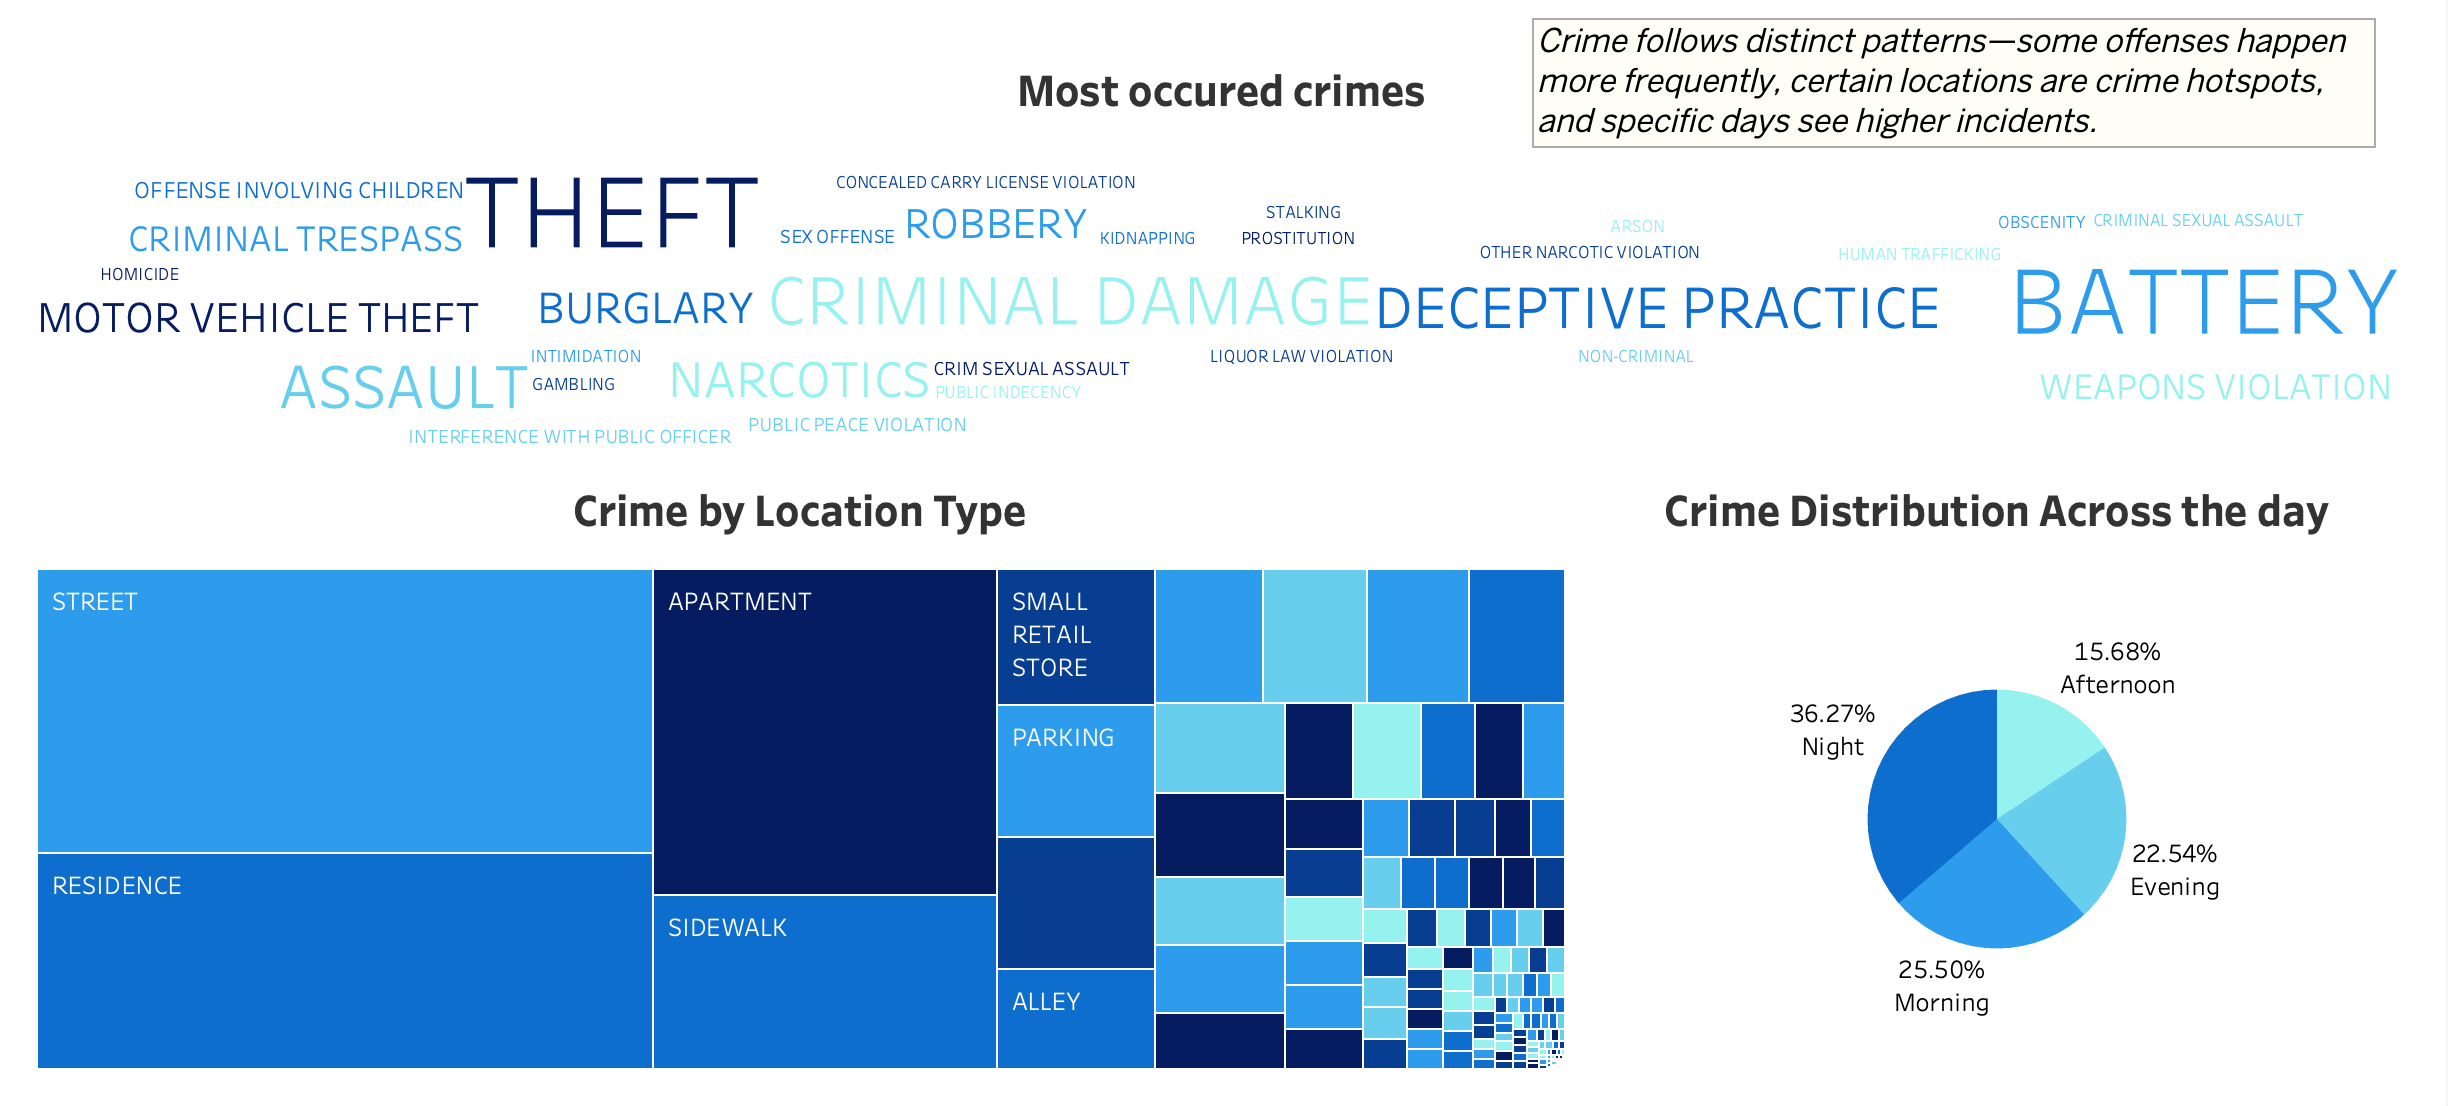 Crime follows distinct patterns—some offenses happen
more frequently, certain locations are crime hotspots,
and specific days see higher incidents.
Most occured crimes
OFFENSE INVOLVING CHILDREN
THEFT
CONCEALED CARRY LICENSE VIOLATION
CRIMINAL TRESPASS
SEX OFFENSE
ROBBERY
KIDNAPPING
STALKING
PROSTITUTION
ARSON
OTHER NARCOTIC VIOLATION
OBSCENITY
CRIMINAL SEXUAL ASSAULT
HUMAN TRAFFICKING
HOMICIDE
MOTOR VEHICLE THEFT
BURGLARY
CRIMINAL DAMAGE
DECEPTIVE PRACTICE
BATTERY
INTIMIDATION
ASSAULT
GAMBLING
NARCOTICS
CRIM SEXUAL ASSAULT
PUBLIC INDECENCY
LIQUOR LAW VIOLATION
NON-CRIMINAL
WEAPONS VIOLATION
INTERFERENCE WITH PUBLIC OFFICER
PUBLIC PEACE VIOLATION
Crime by Location Type
STREET
RESIDENCE
APARTMENT
SIDEWALK
SMALL
RETAIL
STORE
PARKING
ALLEY
Crime Distribution Across the day
15.68%
Afternoon
36.27%
Night
22.54%
Evening
25.50%
Morning